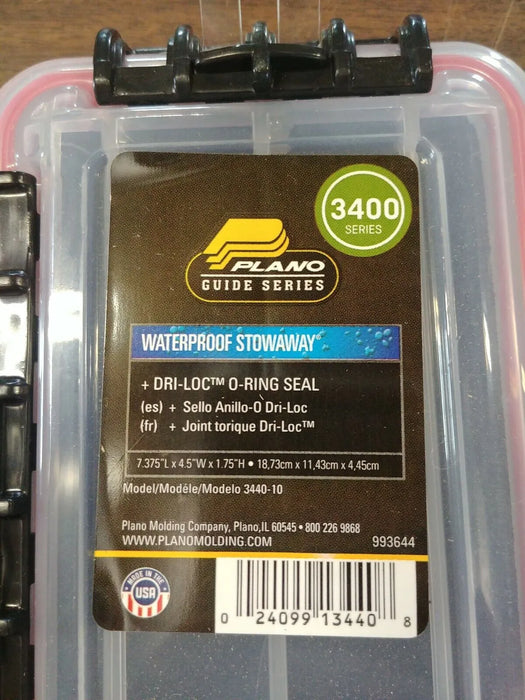 3400
SERIES
PLANO
GUIDE SERIES
WATERPROOF STOWAWAY®
+ DRI-LOC™ O-RING SEAL
(es) + Sello Anillo-O Dri-Loc
(fr) + Joint torique Dri-Loc™
7.375"L x 4.5"W x 1.75"H • 18,73cm x 11,43cm x 4,45cm
Model/Modéle/Modelo 3440-10
Plano Molding Company, Plano,IL 60545 • 800 226 9868
WWW.PLANOMOLDING.COM 993644
MADE IN THE
USA
0 24099 13440 8